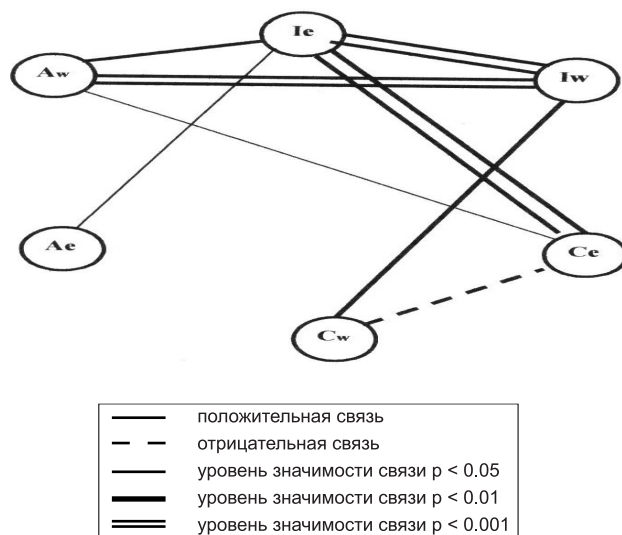 Ie
Aw
Iw
Ae
Ce
Cw
положительная связь
отрицательная связь
уровень значимости связи p < 0.05
уровень значимости связи p < 0.01
уровень значимости связи p < 0.001